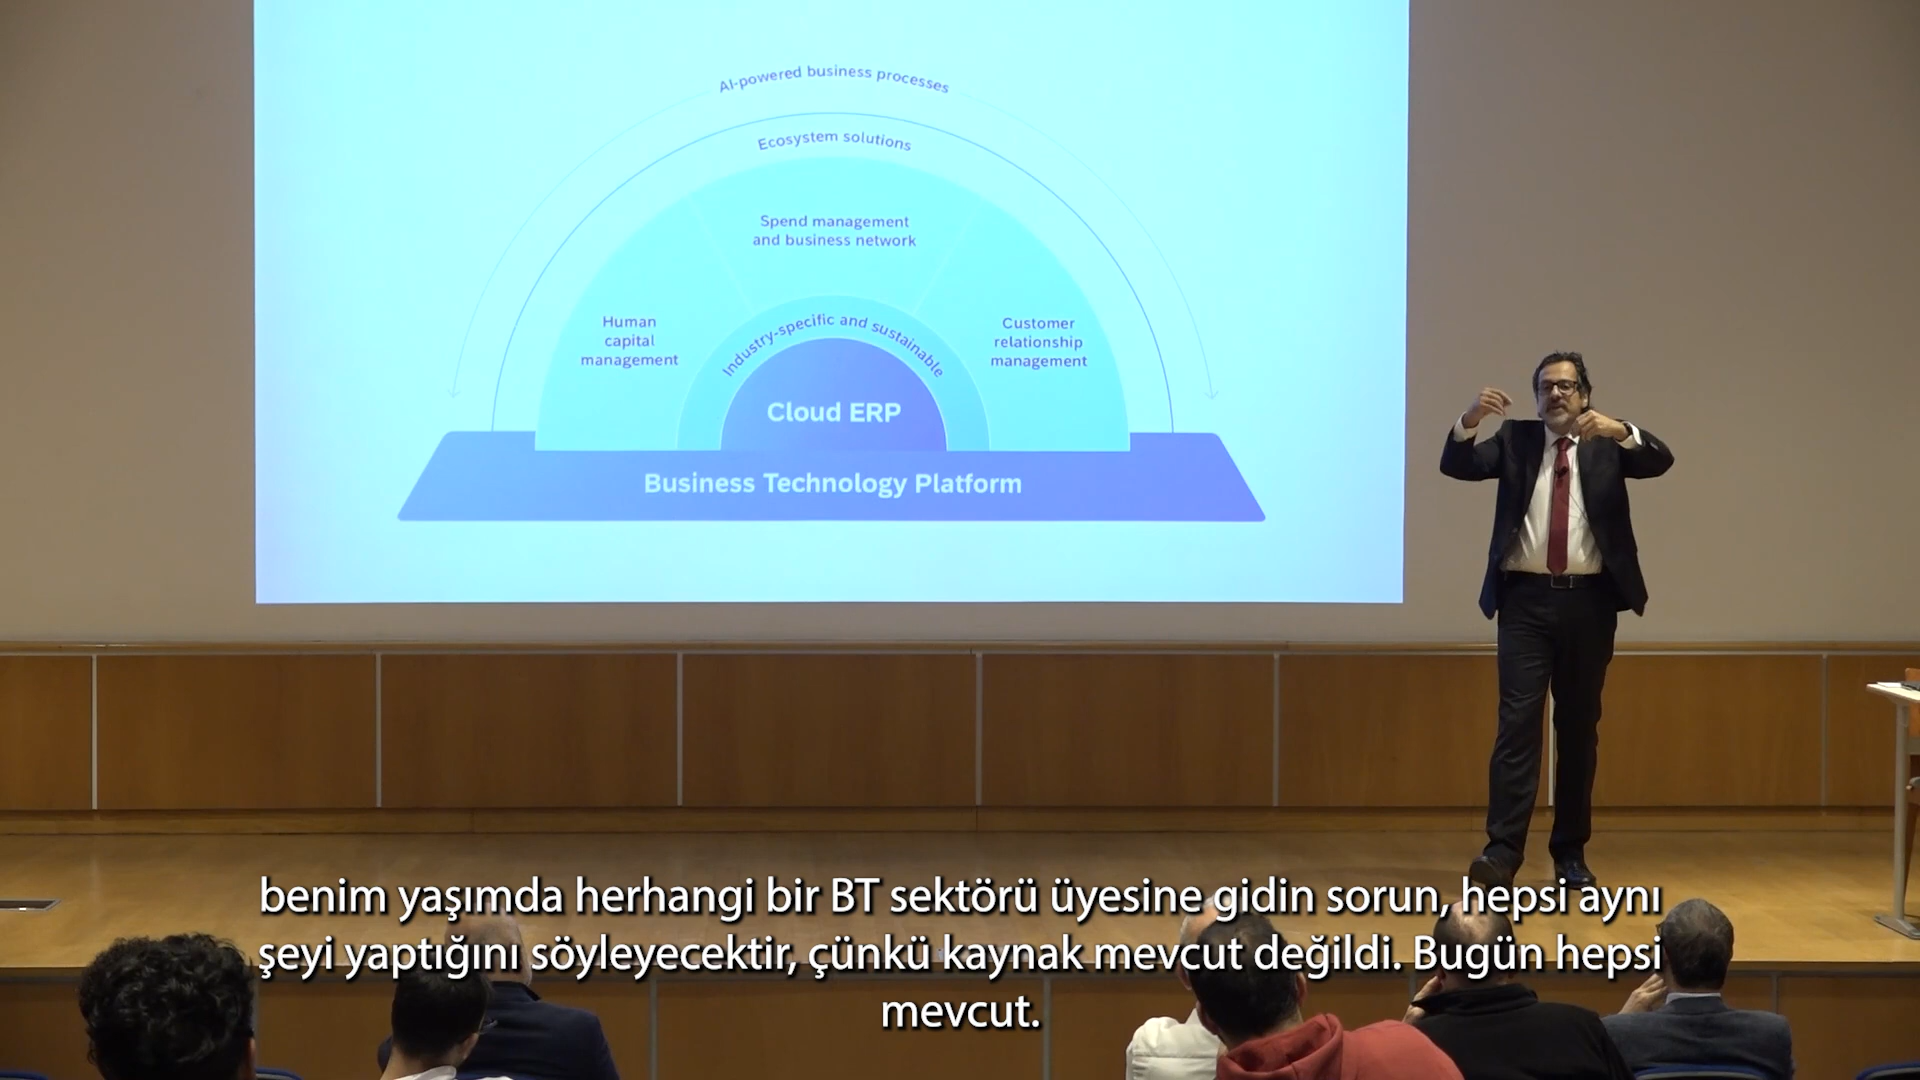 AI-powered business processes
Ecosystem solutions
Spend management
and business network
Human
capital
management
Customer
relationship
management
Industry-specific and sustainable
Cloud ERP
Business Technology Platform
benim yaşımda herhangi bir BT sektörü üyesine gidin sorun, hepsi aynı
şeyi yaptığını söyleyecektir, çünkü kaynak mevcut değildi. Bugün hepsi
mevcut.